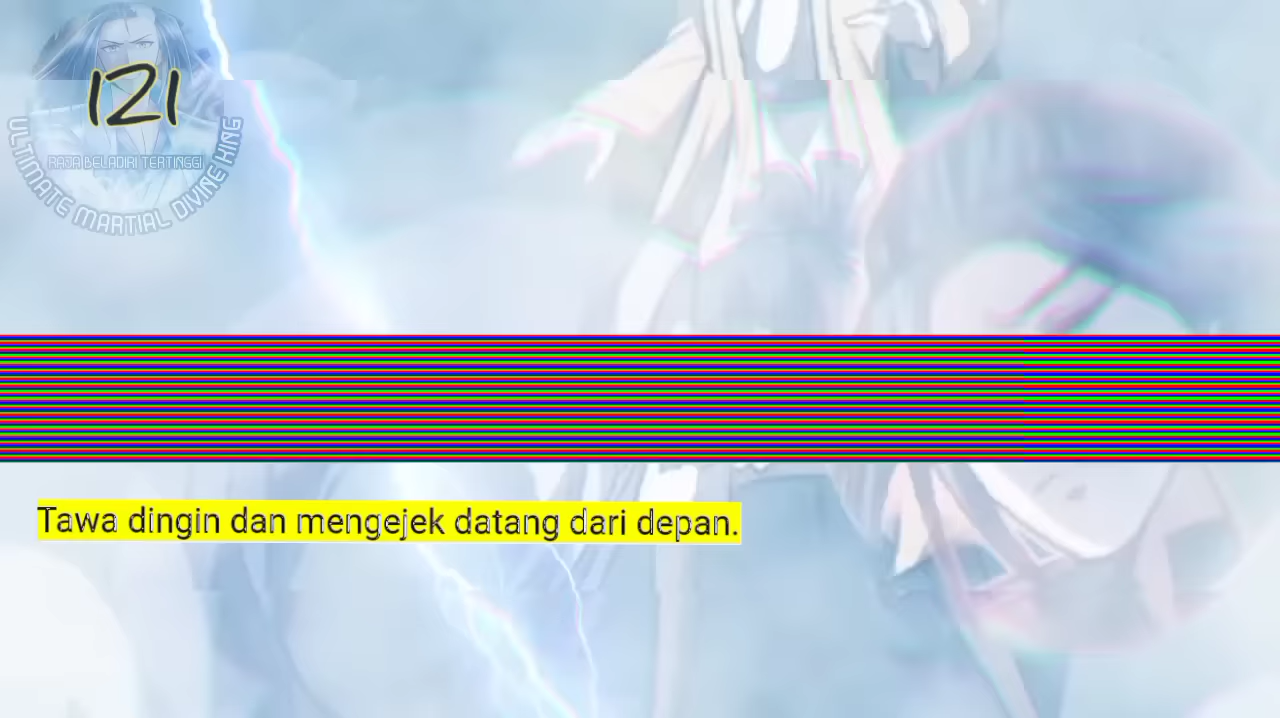 121
RAJA BELADIRI TERTINGGI
ULTIMATE MARTIAL DIVINE KING
Tawa dingin dan mengejek datang dari depan.